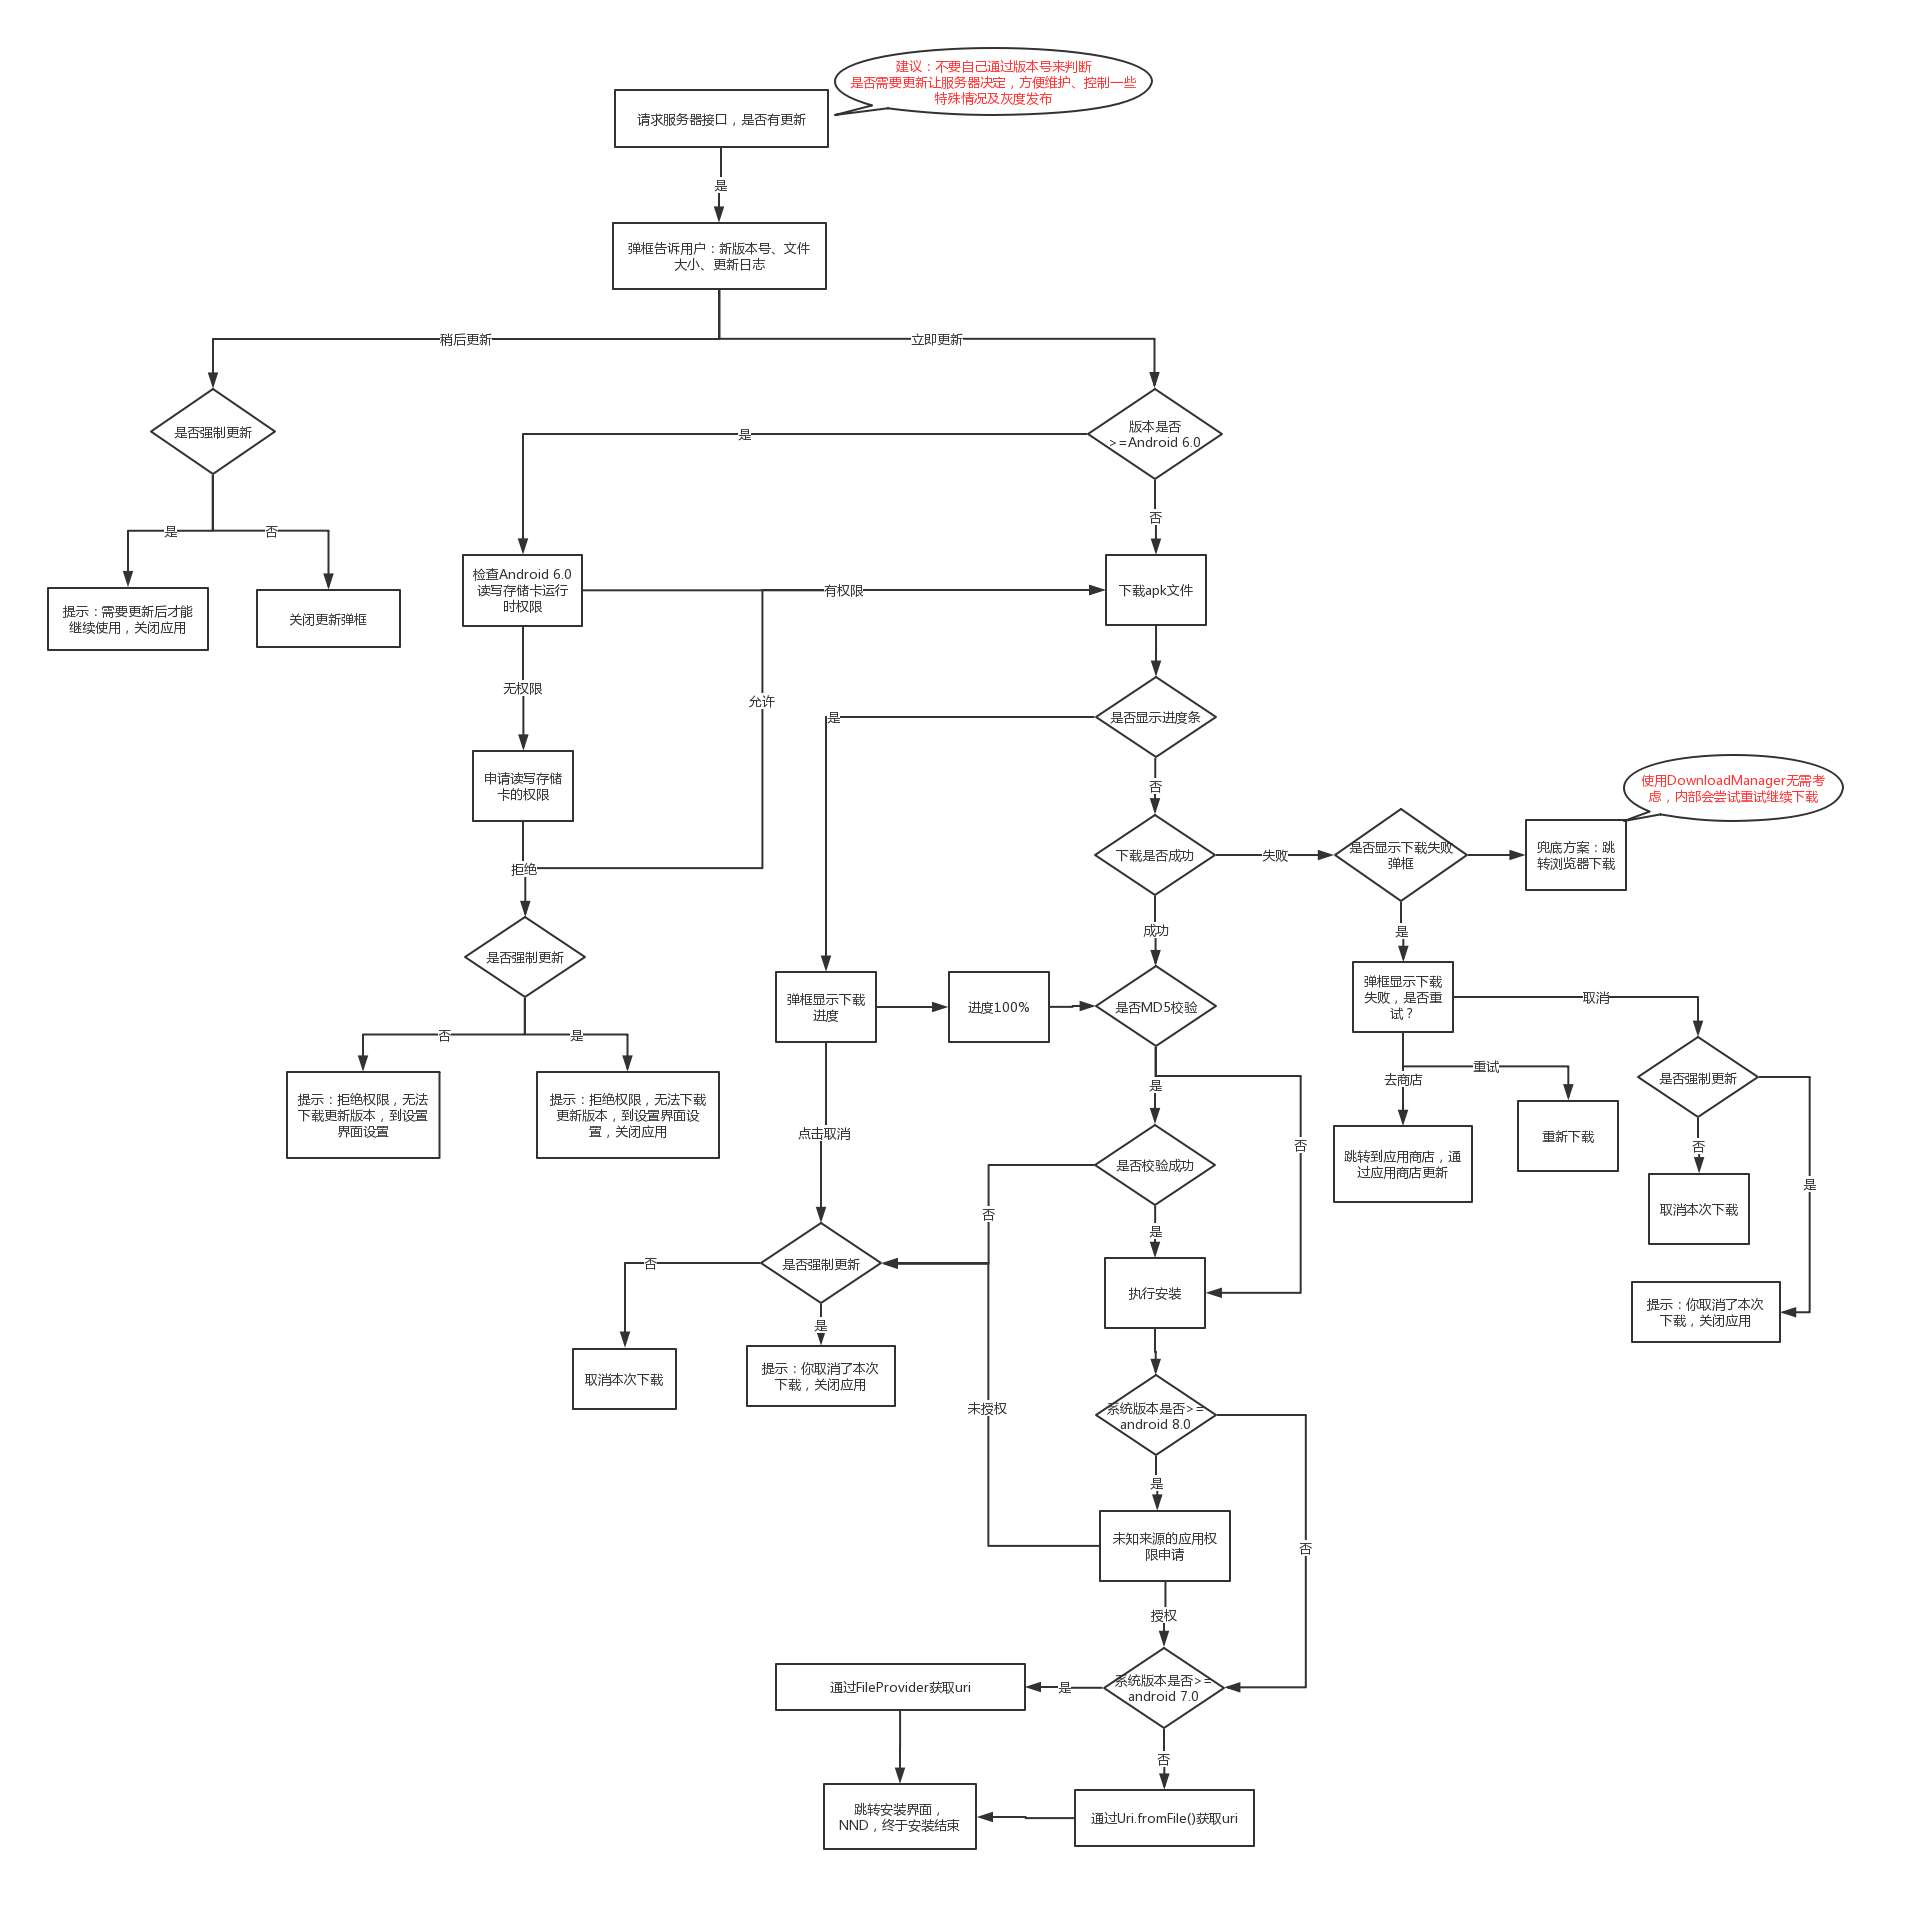 建议：不要自己通过版本号来判断
是否需要更新让服务器决定，方便维护、控制一些
特殊情况及灰度发布
请求服务器接口，是否有更新
是
弹框告诉用户：新版本号、文件
大小、更新日志
稍后更新
立即更新
是否强制更新
版本是否
>=Android 6.0
是
是
否
否
提示：需要更新后才能
继续使用，关闭应用
关闭更新弹框
检查Android 6.0
读写存储卡运行
时权限
有权限
下载apk文件
无权限
允许
是否显示进度条
是
申请读写存储
卡的权限
否
使用DownloadManager无需考
虑，内部会尝试重试继续下载
拒绝
下载是否成功
失败
是否显示下载失败
弹框
兜底方案：跳
转浏览器下载
成功
是
是否强制更新
弹框显示下载
进度
进度100%
是否MD5校验
弹框显示下载
失败，是否重
试？
取消
否
是
去商店
重试
是否强制更新
提示：拒绝权限，无法
下载更新版本，到设置
界面设置
提示：拒绝权限，无法下载
更新版本，到设置界面设
置，关闭应用
点击取消
是
否
跳转到应用商店，通
过应用商店更新
重新下载
否
是
是否校验成功
否
是
取消本次下载
是否强制更新
否
是
执行安装
提示：你取消了本次
下载，关闭应用
取消本次下载
提示：你取消了本次
下载，关闭应用
未授权
系统版本是否>=
android 8.0
是
否
未知来源的应用权
限申请
授权
通过FileProvider获取uri
是
系统版本是否>=
android 7.0
否
跳转安装界面，
NND，终于安装结束
通过Uri.fromFile()获取uri